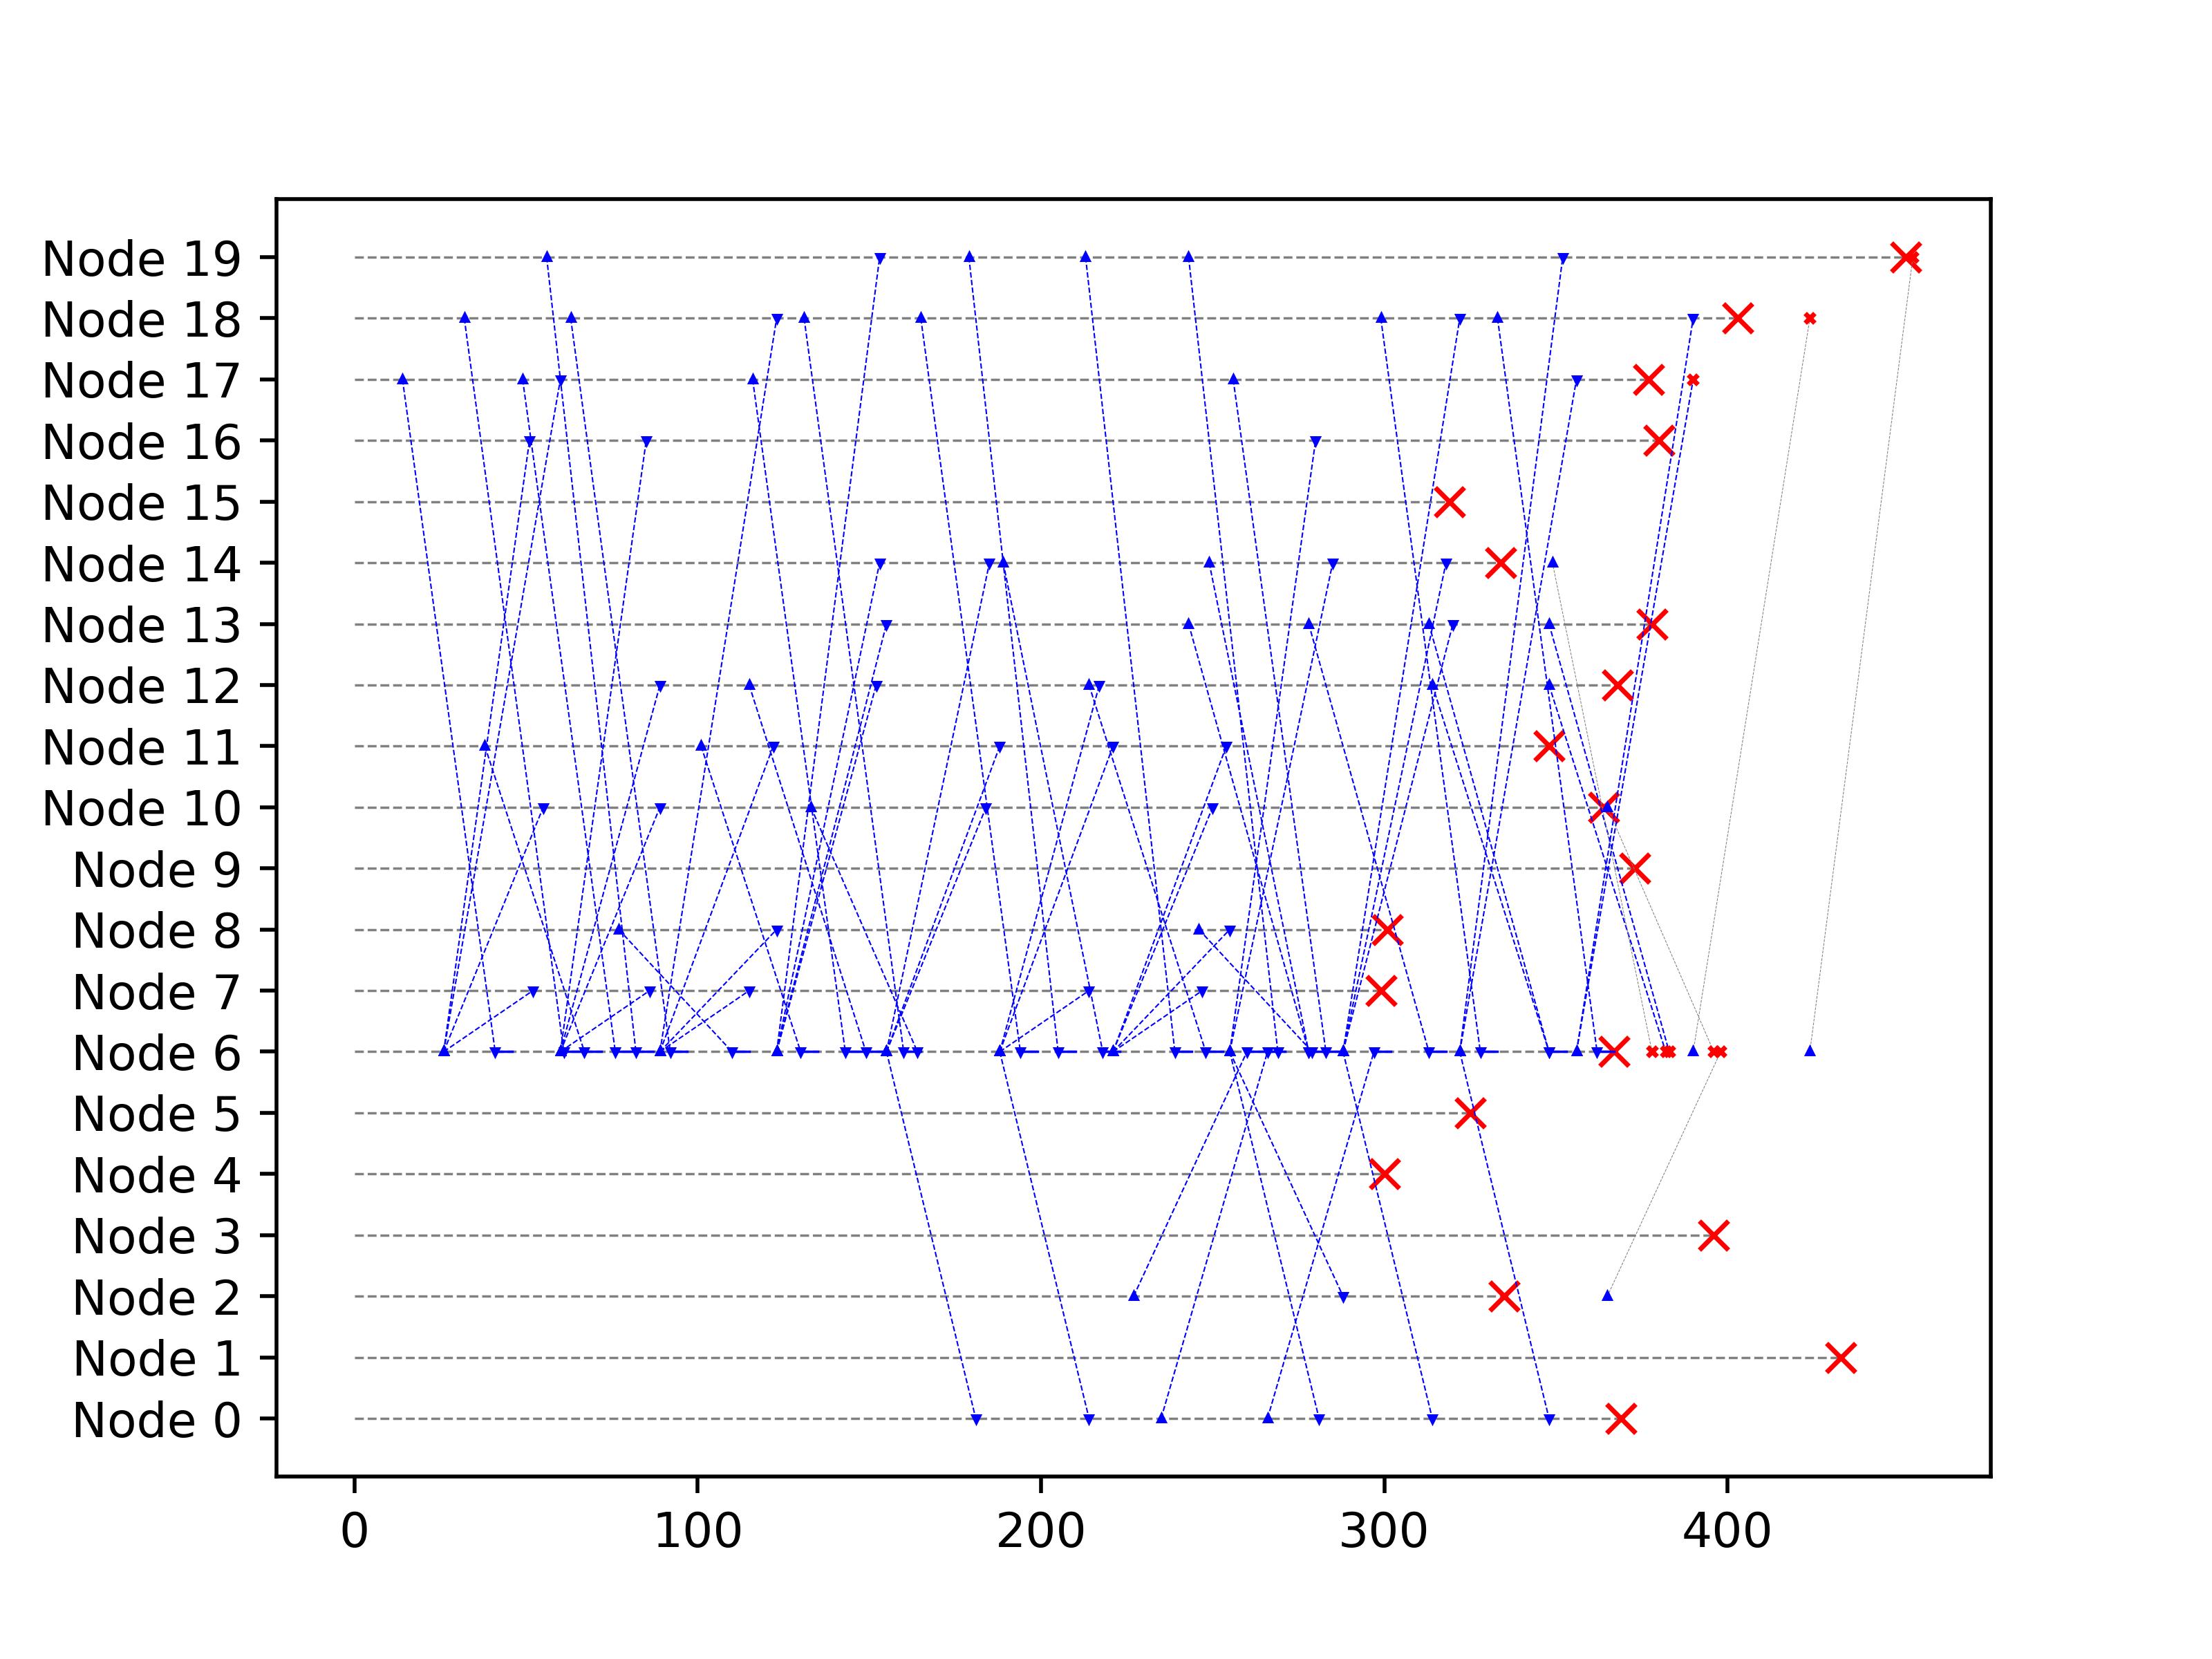 Node 19
Node 18
Node 17
Node 16
Node 15
Node 14
Node 13
Node 12
Node 11
Node 10
Node 9
Node 8
Node 7
Node 6
Node 5
Node 4
Node 3
Node 2
Node 1
Node 0
0 100 200 300 400